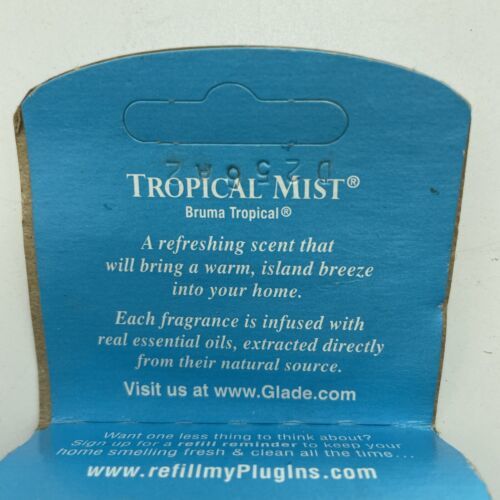 TROPICAL MIST®
Bruma Tropical®
A refreshing scent that
will bring a warm, island breeze
into your home.
Each fragrance is infused with
real essential oils, extracted directly
from their natural source.
Visit us at www.Glade.com
Want one less thing to think about?
Sign up for a refill reminder to keep your
home smelling fresh & clean all the time...
www.refillmyPlugIns.com